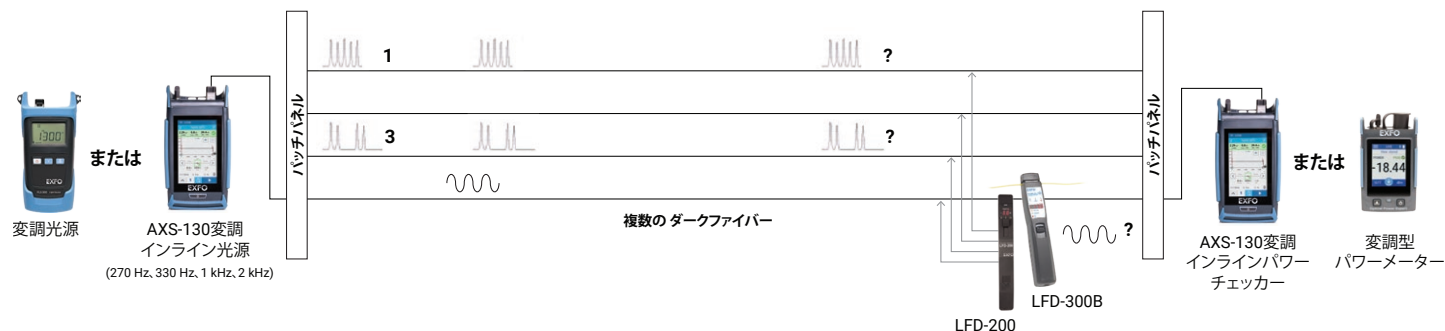 1
?
パッチパネル
3
?
または
変調光源
AXS-130変調
インライン光源
(270 Hz、330 Hz、1 kHz、2 kHz)
複数の ダークファイバー
?
LFD-300B
LFD-200
パッチパネル
または
EXFO
-18.44
AXS-130変調
インラインパワー
チェッカー
変調型
パワーメーター
EXFO
EXFO
EXFO